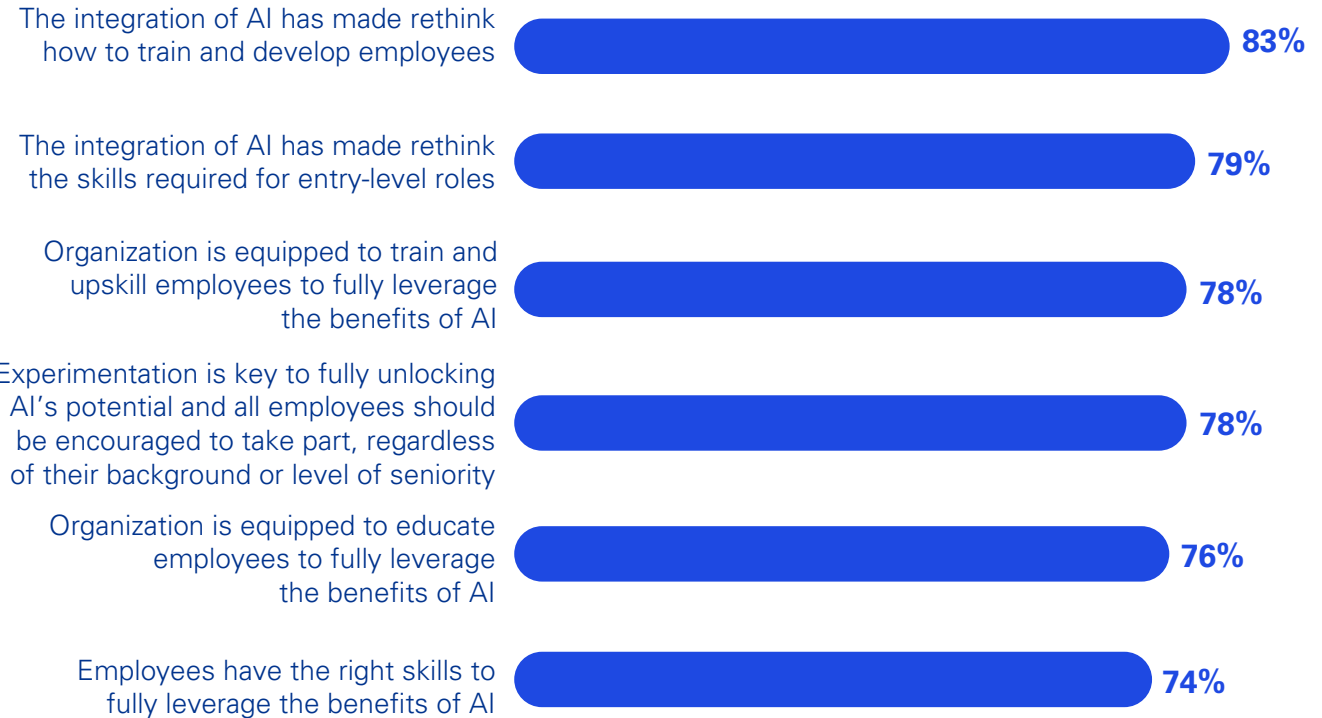 The integration of AI has made rethink
how to train and develop employees
83%
The integration of AI has made rethink
the skills required for entry-level roles
79%
Organization is equipped to train and
upskill employees to fully leverage
the benefits of AI
78%
Experimentation is key to fully unlocking
AI’s potential and all employees should
be encouraged to take part, regardless
of their background or level of seniority
78%
Organization is equipped to educate
employees to fully leverage
the benefits of AI
76%
Employees have the right skills to
fully leverage the benefits of AI
74%